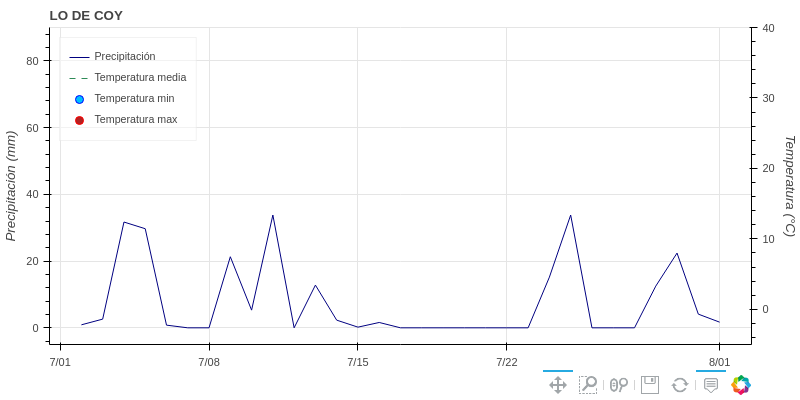 LO DE COY
Precipitación
Temperatura media
Temperatura min
Temperatura max
Precipitación (mm)
80
60
40
20
0
40
30
20
10
0
Temperatura (°C)
7/01
7/08
7/15
7/22
8/01